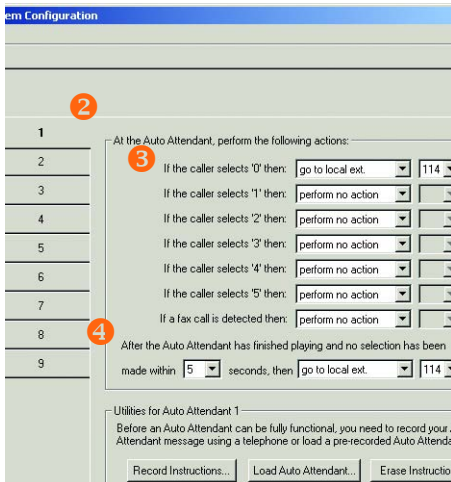 em Configuration
2
1
2
3
4
5
6
7
8
9
At the Auto Attendant, perform the following actions:
3
If the caller selects '0' then: go to local ext. 114
If the caller selects '1' then: perform no action
If the caller selects '2' then: perform no action
If the caller selects '3' then: perform no action
If the caller selects '4' then: perform no action
If the caller selects '5' then: perform no action
If a fax call is detected then: perform no action
4
After the Auto Attendant has finished playing and no selection has been
made within 5 seconds, then go to local ext. 114
Utilities for Auto Attendant 1
Before an Auto Attendant can be fully functional, you need to record your
Attendant message using a telephone or load a pre-recorded Auto Attenda
Record Instructions... Load Auto Attendant... Erase Instructio